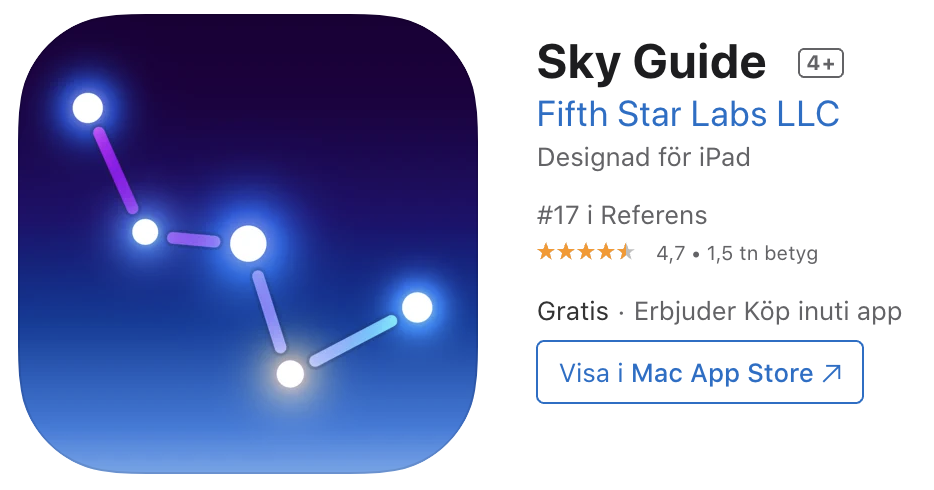 Sky Guide 4+
Fifth Star Labs LLC
Designad för iPad
#17 i Referens
4,7 • 1,5 tn betyg
Gratis · Erbjuder Köp inuti app
Visa i Mac App Store ↗